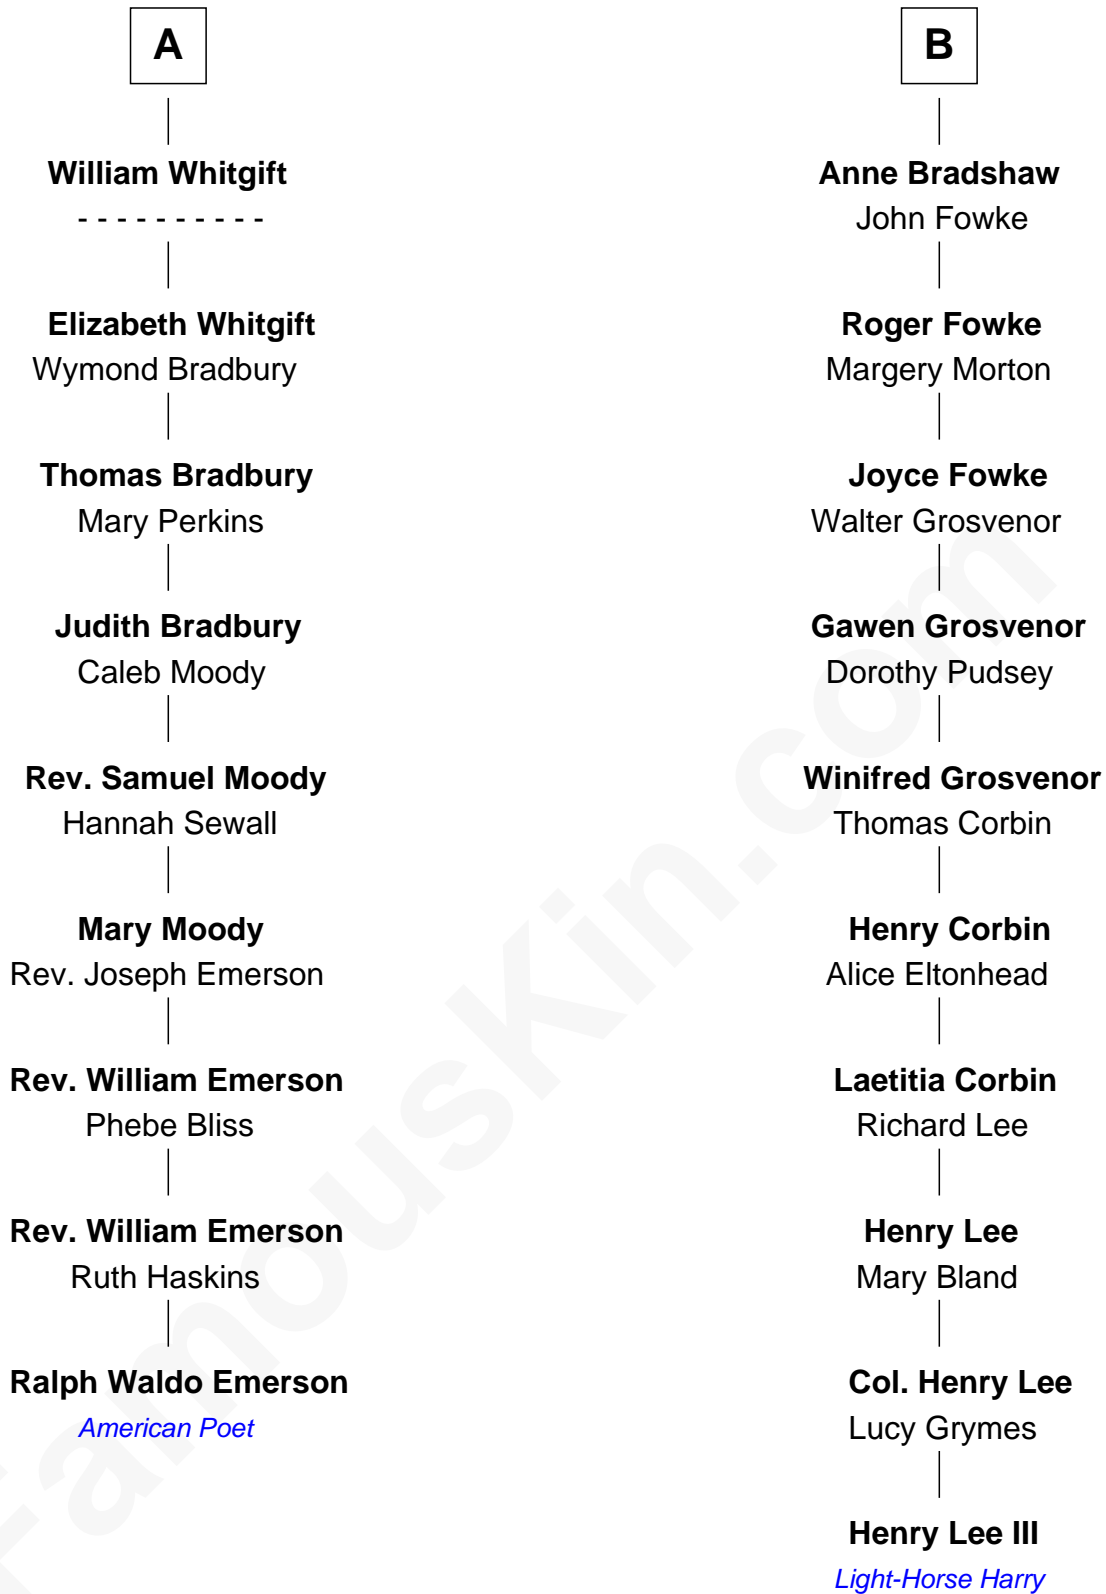 A
William Whitgift
- - - - - - - - - -
Elizabeth Whitgift
Wymond Bradbury
Thomas Bradbury
Mary Perkins
Judith Bradbury
Caleb Moody
Rev. Samuel Moody
Hannah Sewall
Mary Moody
Rev. Joseph Emerson
Rev. William Emerson
Phebe Bliss
Rev. William Emerson
Ruth Haskins
Ralph Waldo Emerson
American Poet
B
Anne Bradshaw
John Fowke
Roger Fowke
Margery Morton
Joyce Fowke
Walter Grosvenor
Gawen Grosvenor
Dorothy Pudsey
Winifred Grosvenor
Thomas Corbin
Henry Corbin
Alice Eltonhead
Laetitia Corbin
Richard Lee
Henry Lee
Mary Bland
Col. Henry Lee
Lucy Grymes
Henry Lee III
Light-Horse Harry
FamousKin.com